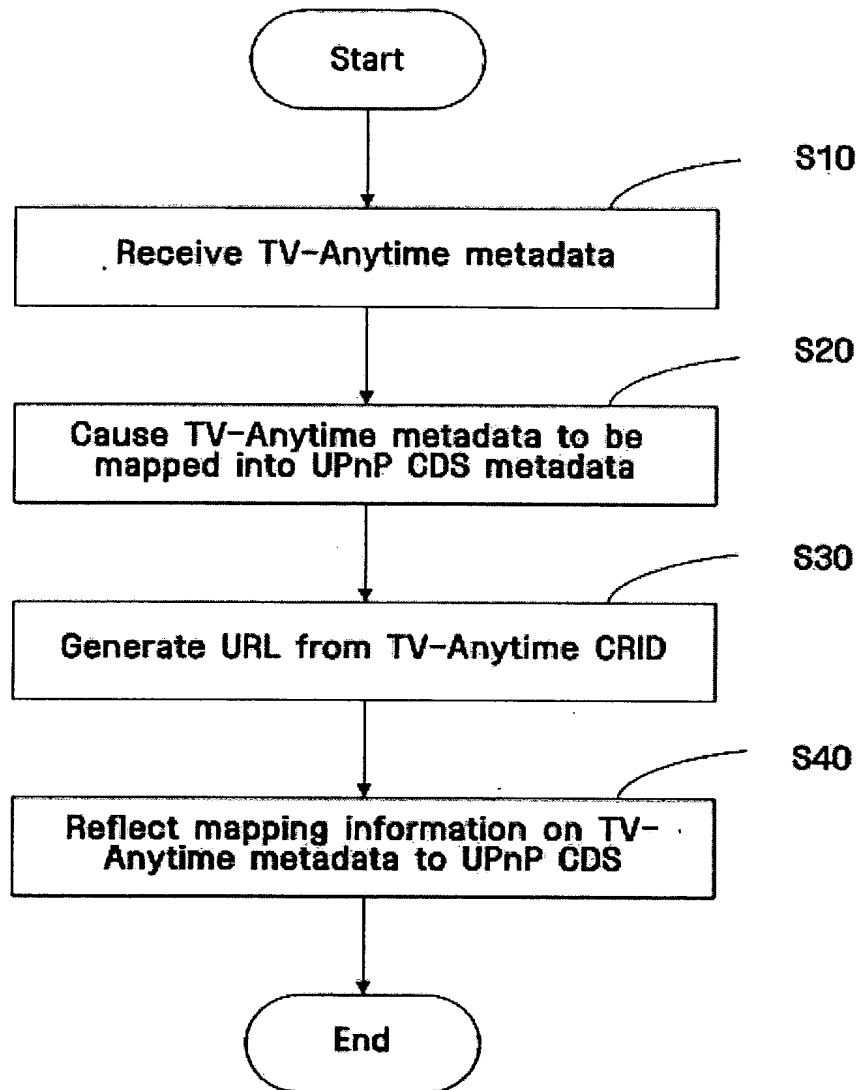 Start
S10
Receive TV-Anytime metadata
S20
Cause TV-Anytime metadata to be
mapped into UPnP CDS metadata
S30
Generate URL from TV-Anytime CRID
S40
Reflect mapping information on TV-
Anytime metadata to UPnP CDS
End